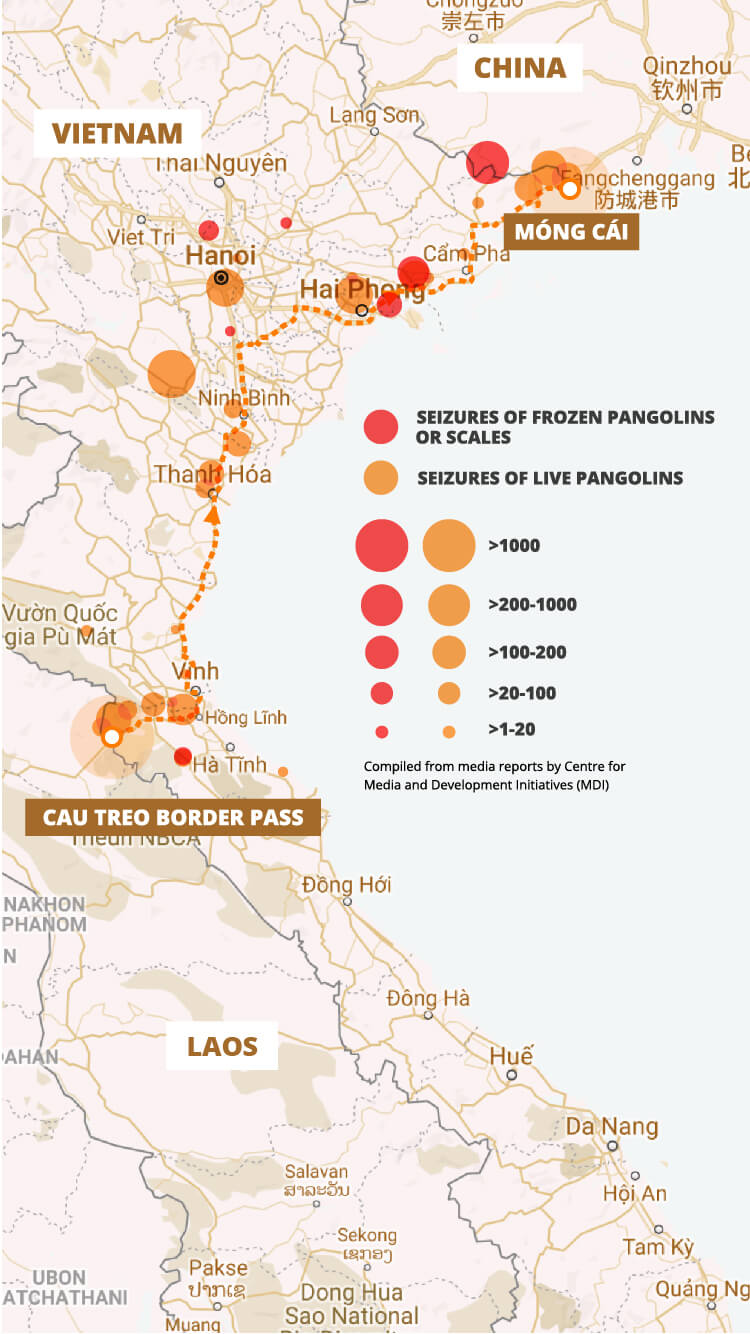 Chongzuo
崇左市
CHINA
Qinzhou
钦州市
VIETNAM
Lạng Sơn
Thai Nguyên
Fangchenggang
防城港市
Viet Tri
MÓNG CÁI
Hanoi
Cẩm Pha
Hai Phong
Ninh Bình
SEIZURES OF FROZEN PANGOLINS
OR SCALES
Thanh Hóa
SEIZURES OF LIVE PANGOLINS
>1000
>200-1000
Vườn Quốc
gia Pù Mát
>100-200
Vinh
>20-100
Hồng Lĩnh
>1-20
Hà Tĩnh
Compiled from media reports by Centre for
Media and Development Initiatives (MDI)
CAU TREO BORDER PASS
Theun NBCA
Đồng Hới
NAKHON
PHANOM
N
Đông Hà
LAOS
DAHAN
Huế
Da Nang
Salavan
ສາລະວັນ
Hội An
Sekong
ເຊກອງ
Tam Kỳ
Pakse
ປາກເຊ
UBON
ATCHATHANI
Dong Hua
Sao National
Quảng Ng
Muang